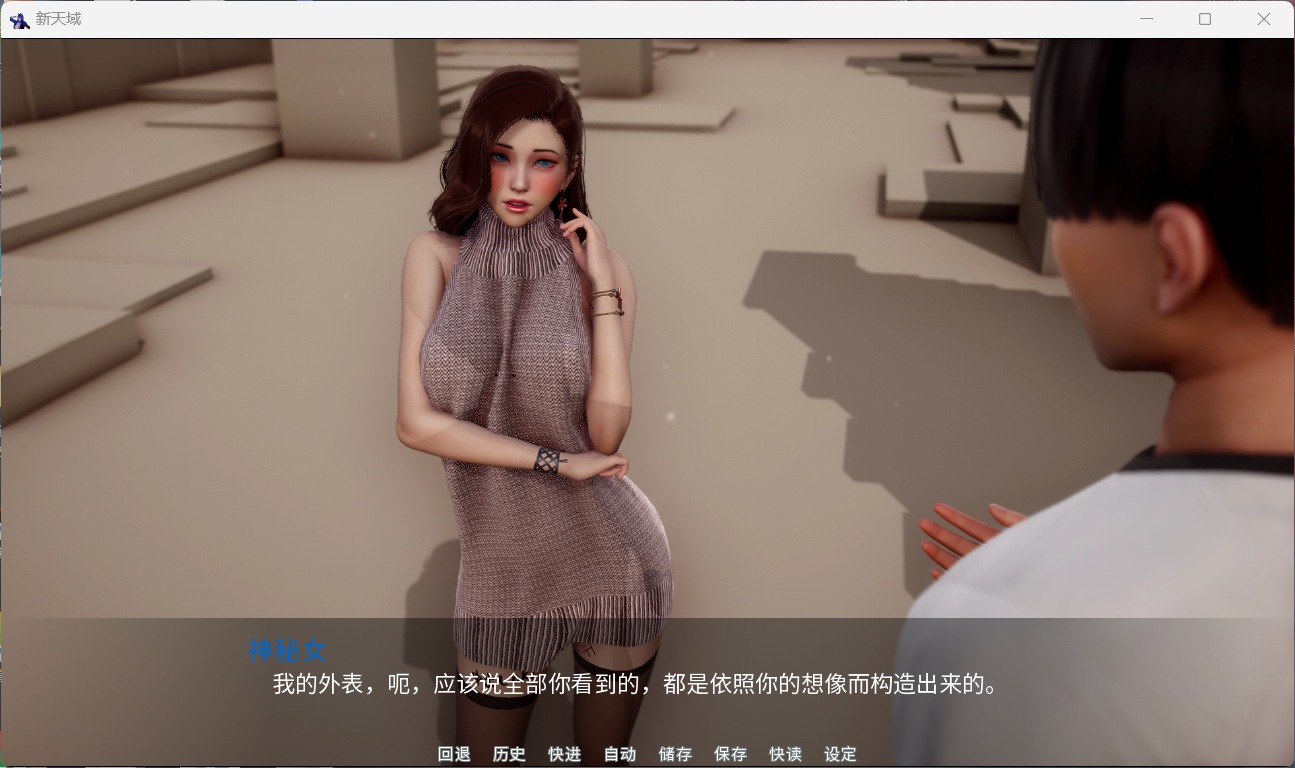 新天域
神秘女
我的外表，呃，应该说全部你看到的，都是依照你的想像而构造出来的。
回退 历史 快进 自动 储存 保存 快读 设定